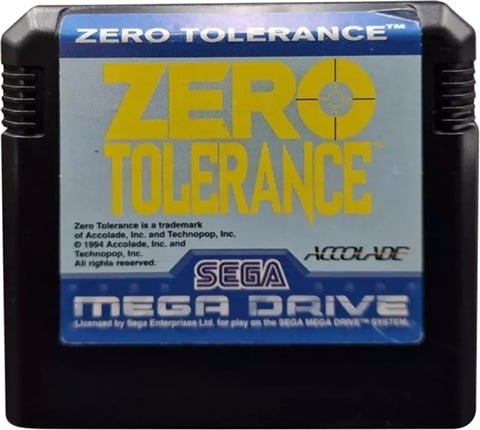 ZERO TOLERANCE™
ZERO
TOLERANCE™
Zero Tolerance is a trademark
of Accolade, Inc. and Technopop, Inc.
© 1994 Accolade, Inc. and
Technopop, Inc.
All rights reserved.
ACCOLADE
SEGA
MEGA DRIVE
Licensed by Sega Enterprises Ltd. for play on the SEGA MEGA DRIVE™ SYSTEM.